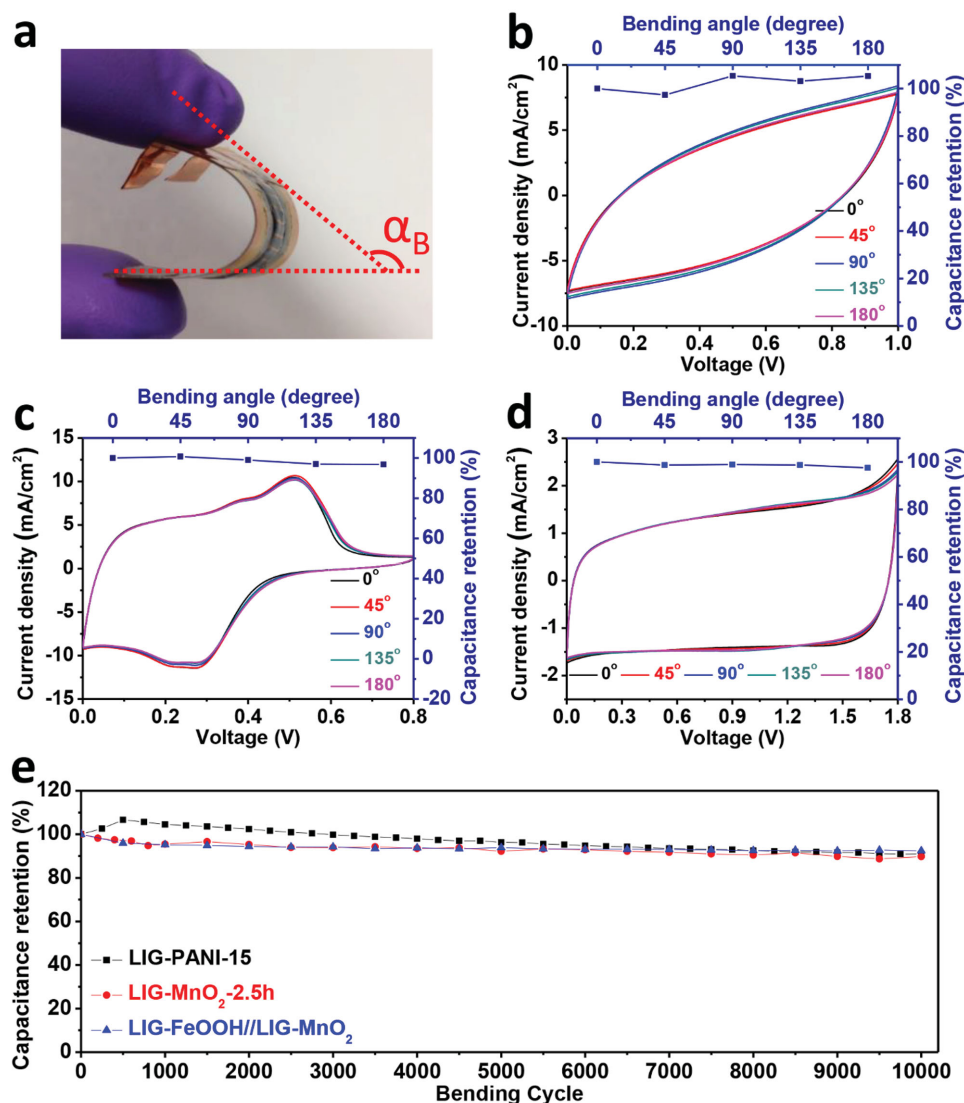 a
α_B
b
Bending angle (degree)
0 45 90 135 180
Current density (mA/cm²)
10
5
0
-5
-10
0.0 0.2 0.4 0.6 0.8 1.0
Voltage (V)
Capacitance retention (%)
100
80
60
40
20
0
0°
45°
90°
135°
180°
c
Bending angle (degree)
0 45 90 135 180
Current density (mA/cm²)
15
10
5
0
-5
-10
-15
0.0 0.2 0.4 0.6 0.8
Voltage (V)
Capacitance retention (%)
100
80
60
40
20
0
-20
0°
45°
90°
135°
180°
d
Bending angle (degree)
0 45 90 135 180
Current density (mA/cm²)
3
2
1
0
-1
-2
0.0 0.3 0.6 0.9 1.2 1.5 1.8
Voltage (V)
Capacitance retention (%)
100
80
60
40
20
0
0° 45° 90° 135° 180°
e
Capacitance retention (%)
120
100
80
60
40
20
0
LIG-PANI-15
LIG-MnO₂-2.5h
LIG-FeOOH//LIG-MnO₂
0 1000 2000 3000 4000 5000 6000 7000 8000 9000 10000
Bending Cycle